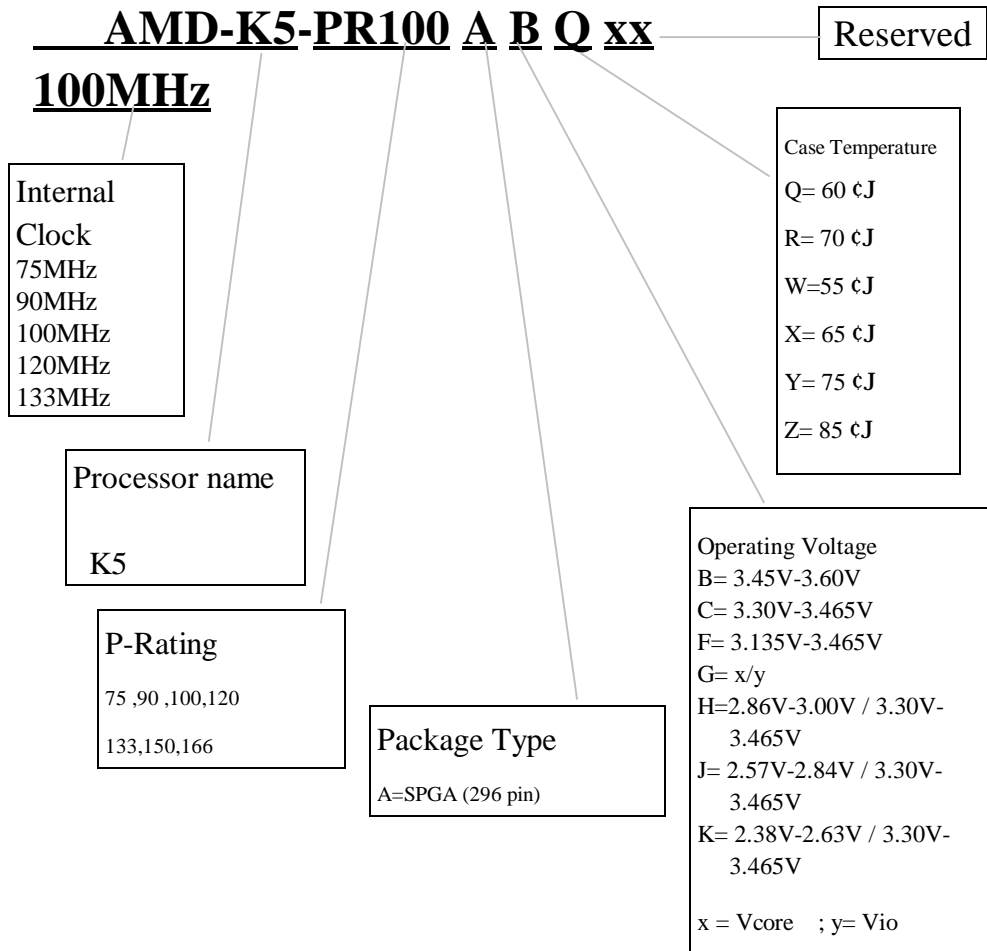 AMD-K5-PR100 A B Q xx
100MHz
Reserved
Internal
Clock
75MHz
90MHz
100MHz
120MHz
133MHz
Processor name
K5
P-Rating
75 ,90 ,100,120
133,150,166
Package Type
A=SPGA (296 pin)
Case Temperature
Q= 60 ¢J
R= 70 ¢J
W=55 ¢J
X= 65 ¢J
Y= 75 ¢J
Z= 85 ¢J
Operating Voltage
B= 3.45V-3.60V
C= 3.30V-3.465V
F= 3.135V-3.465V
G= x/y
H=2.86V-3.00V / 3.30V-
3.465V
J= 2.57V-2.84V / 3.30V-
3.465V
K= 2.38V-2.63V / 3.30V-
3.465V
x = Vcore ; y= Vio